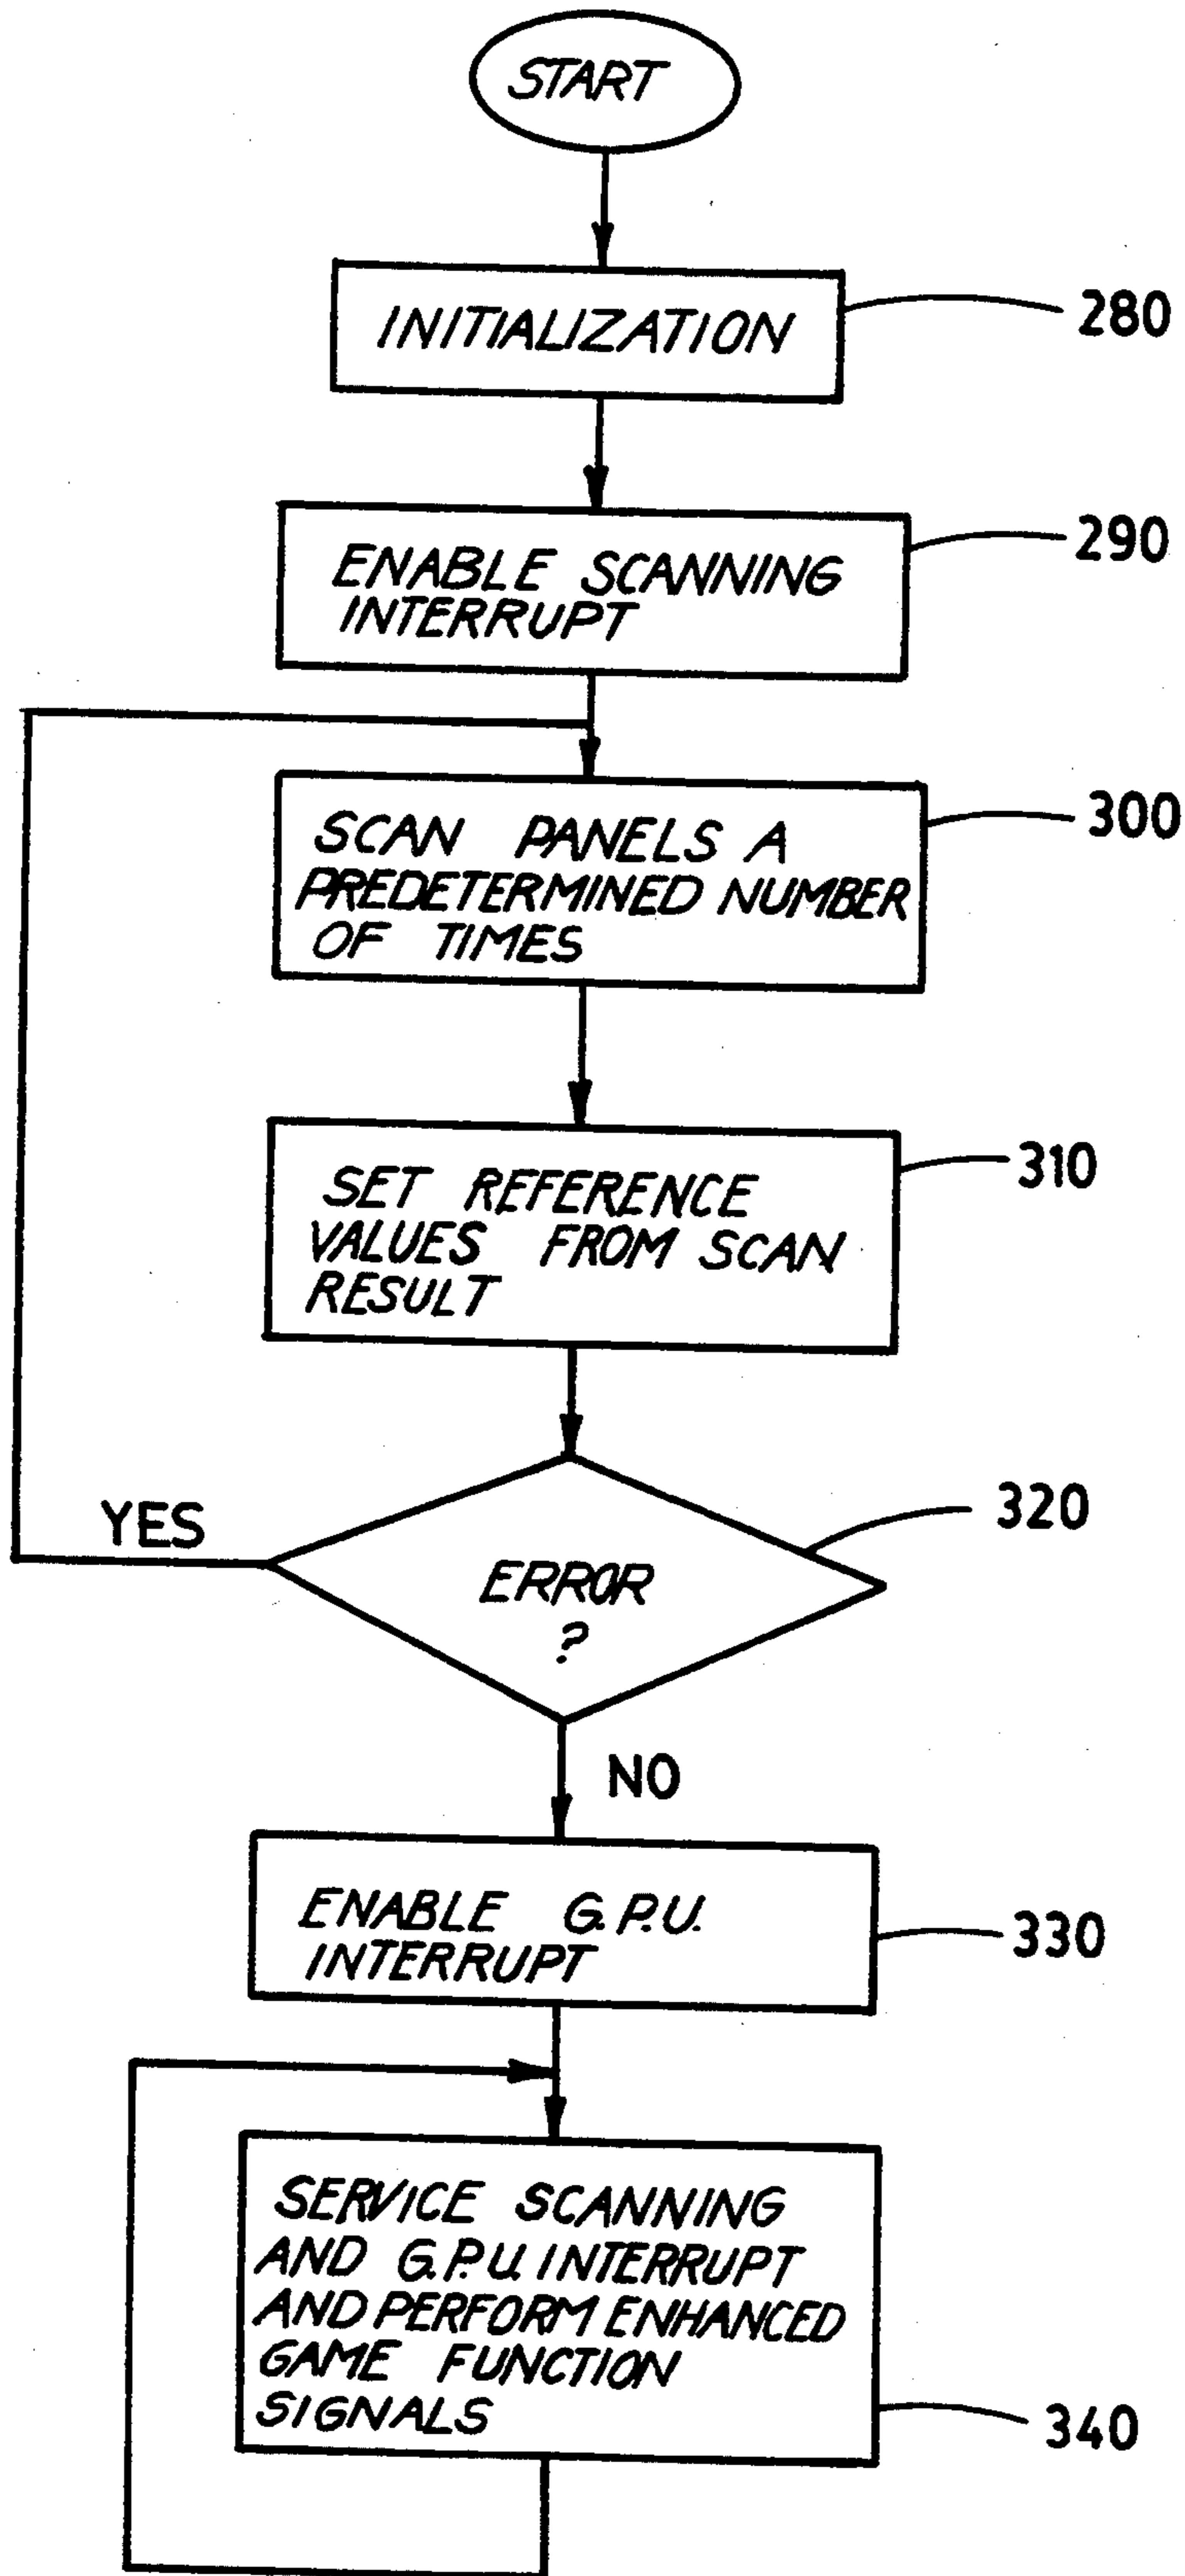 START
INITIALIZATION
280
ENABLE SCANNING
INTERRUPT
290
SCAN PANELS A
PREDETERMINED NUMBER
OF TIMES
300
SET REFERENCE
VALUES FROM SCAN
RESULT
310
YES
ERROR
?
320
NO
ENABLE G.P.U.
INTERRUPT
330
SERVICE SCANNING
AND G.P.U. INTERRUPT
AND PERFORM ENHANCED
GAME FUNCTION
SIGNALS
340